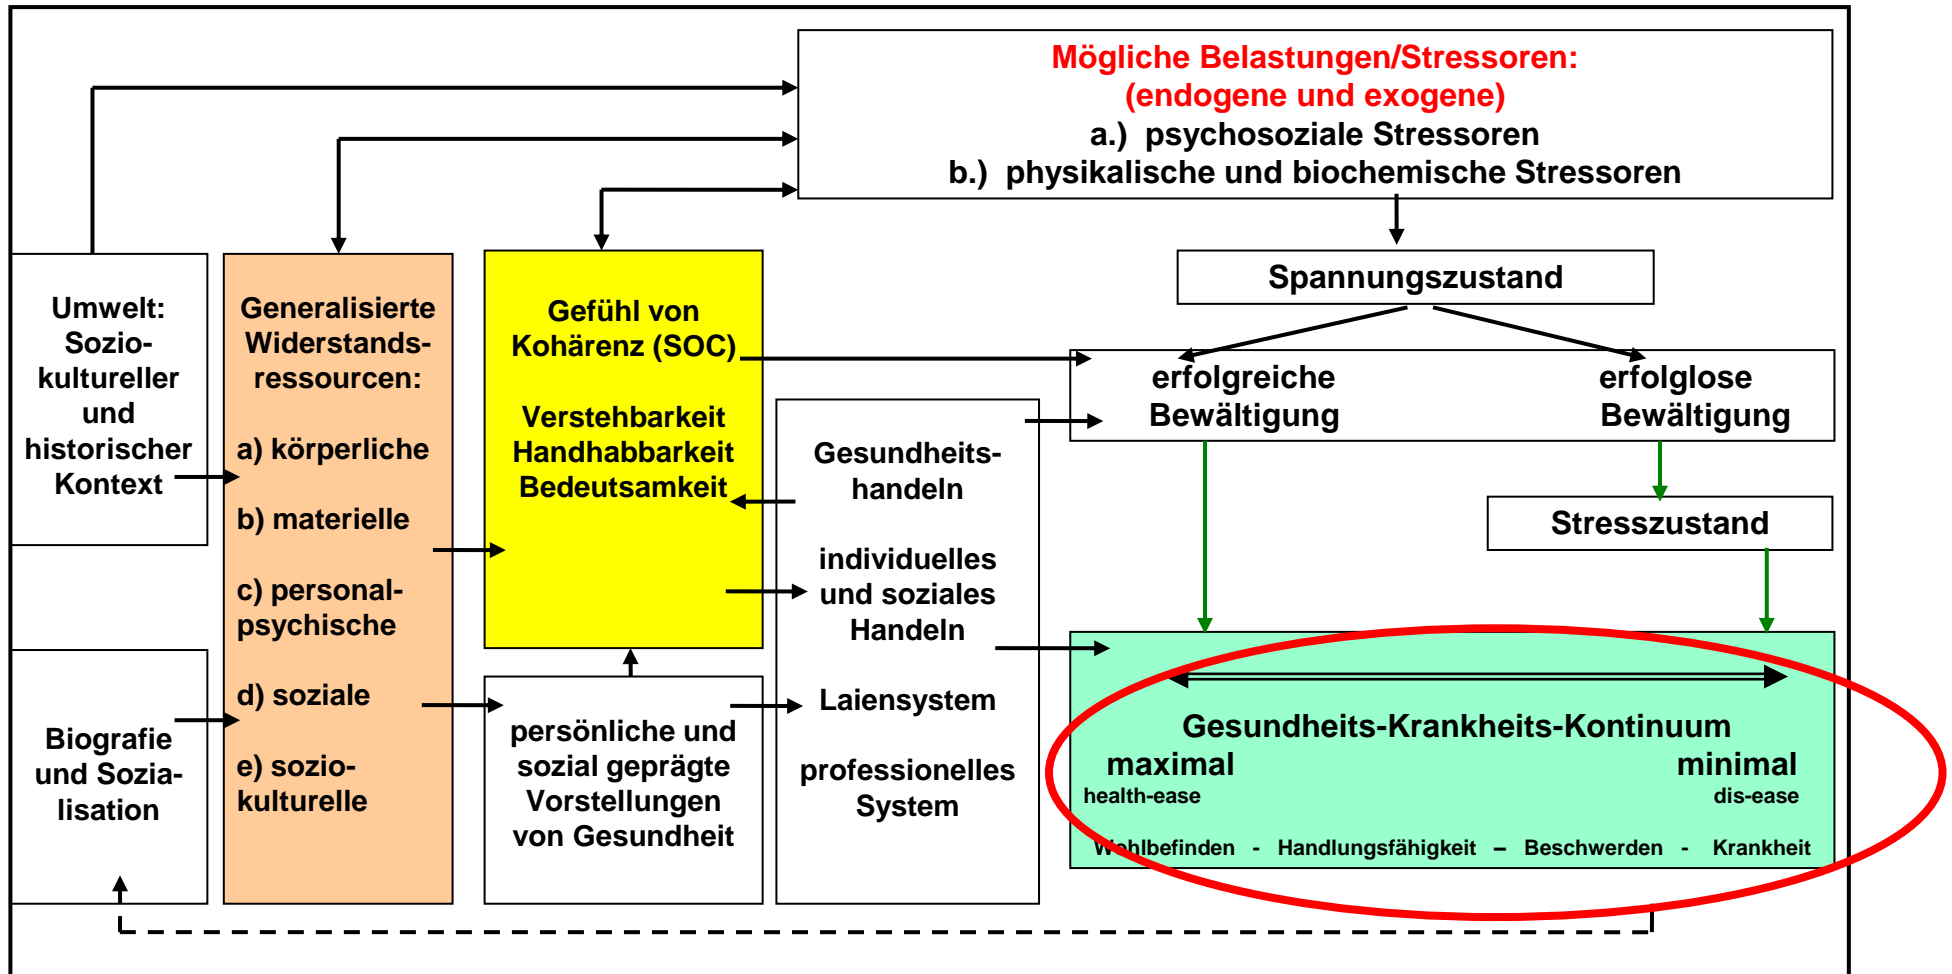 Mögliche Belastungen/Stressoren:
(endogene und exogene)
a.) psychosoziale Stressoren
b.) physikalische und biochemische Stressoren
Umwelt:
Sozio-
kultureller
und
historischer
Kontext
Biografie
und Sozia-
lisation
Generalisierte
Widerstands-
ressourcen:
a) körperliche
b) materielle
c) personal-
psychische
d) soziale
e) sozio-
kulturelle
Gefühl von
Kohärenz (SOC)
Verstehbarkeit
Handhabbarkeit
Bedeutsamkeit
persönliche und
sozial geprägte
Vorstellungen
von Gesundheit
Gesundheits-
handeln
individuelles
und soziales
Handeln
Laiensystem
professionelles
System
Spannungszustand
erfolgreiche
Bewältigung
erfolglose
Bewältigung
Stresszustand
Gesundheits-Krankheits-Kontinuum
maximal minimal
health-ease dis-ease
Wohlbefinden - Handlungsfähigkeit – Beschwerden - Krankheit